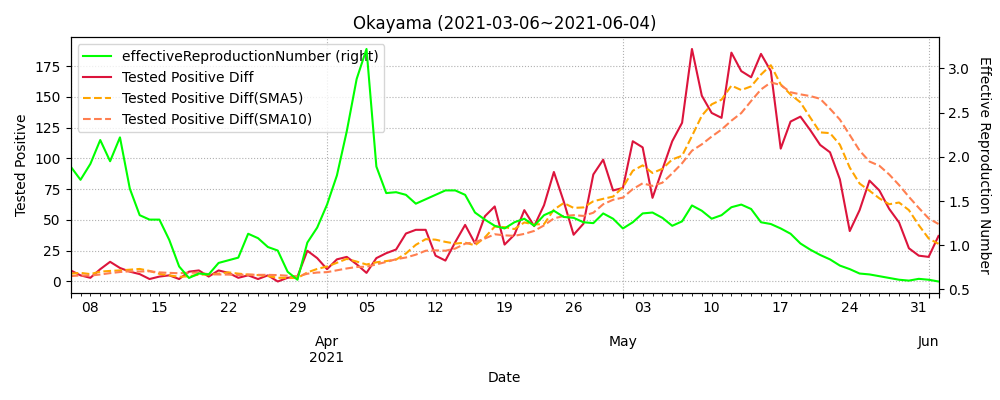 Okayama (2021-03-06~2021-06-04)
effectiveReproductionNumber (right)
Tested Positive Diff
Tested Positive Diff(SMA5)
Tested Positive Diff(SMA10)
Tested Positive
175
150
125
100
75
50
25
0
3.0
2.5
2.0
1.5
1.0
0.5
Effective Reproduction Number
08 15 22 29 05 12 19 26 03 10 17 24 31
Apr May Jun
2021
Date